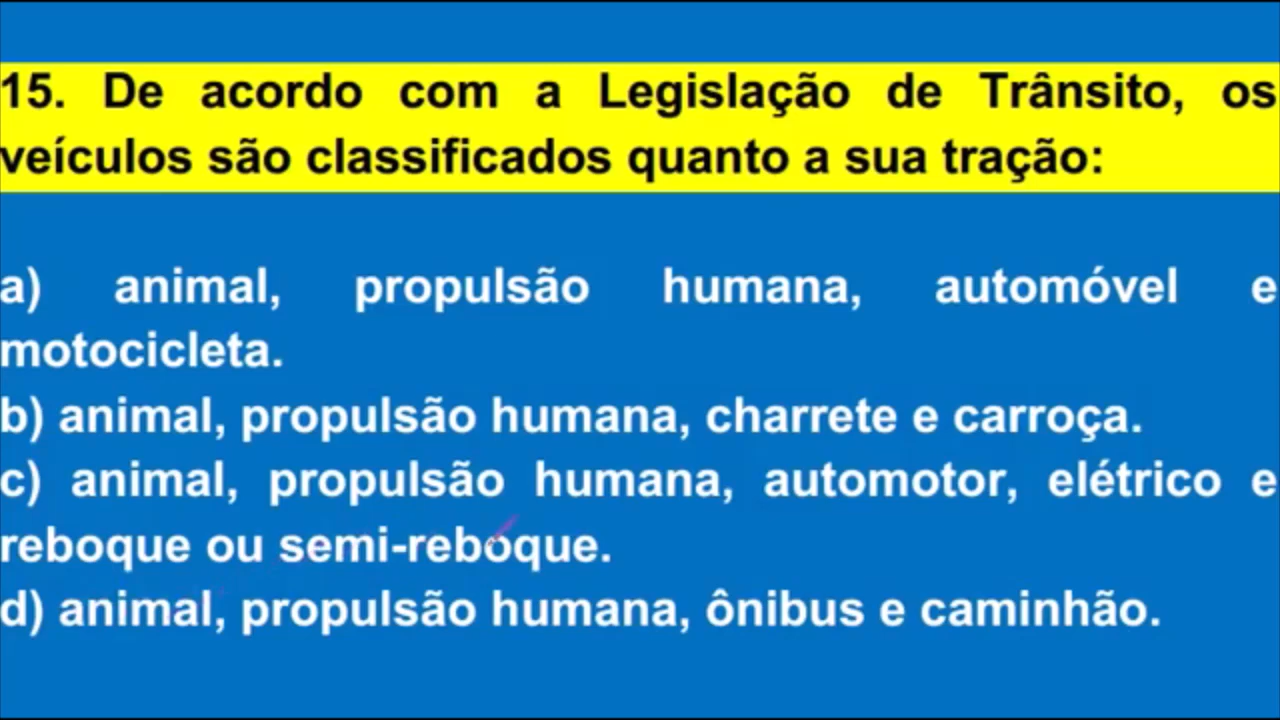 15. De acordo com a Legislação de Trânsito, os
veículos são classificados quanto a sua tração:
a) animal, propulsão humana, automóvel e
motocicleta.
b) animal, propulsão humana, charrete e carroça.
c) animal, propulsão humana, automotor, elétrico e
reboque ou semi-reboque.
d) animal, propulsão humana, ônibus e caminhão.